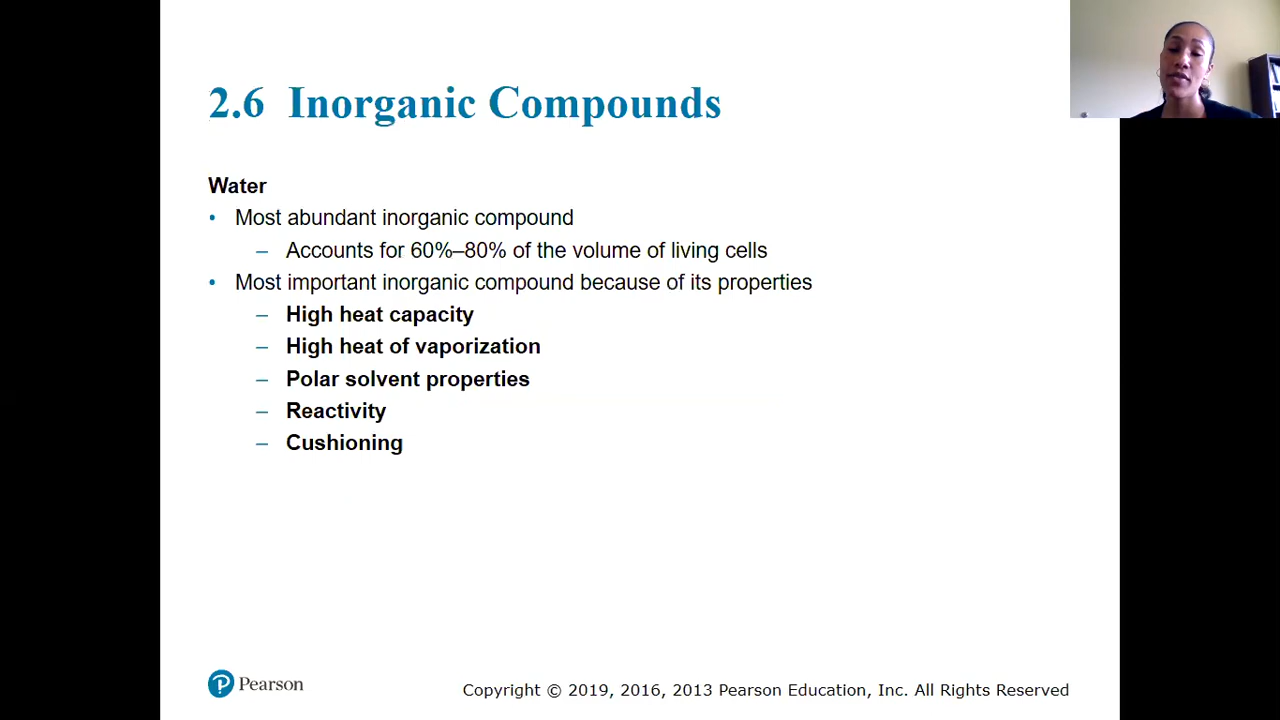 2.6 Inorganic Compounds
Water
• Most abundant inorganic compound
– Accounts for 60%–80% of the volume of living cells
• Most important inorganic compound because of its properties
– High heat capacity
– High heat of vaporization
– Polar solvent properties
– Reactivity
– Cushioning
Pearson
Copyright © 2019, 2016, 2013 Pearson Education, Inc. All Rights Reserved